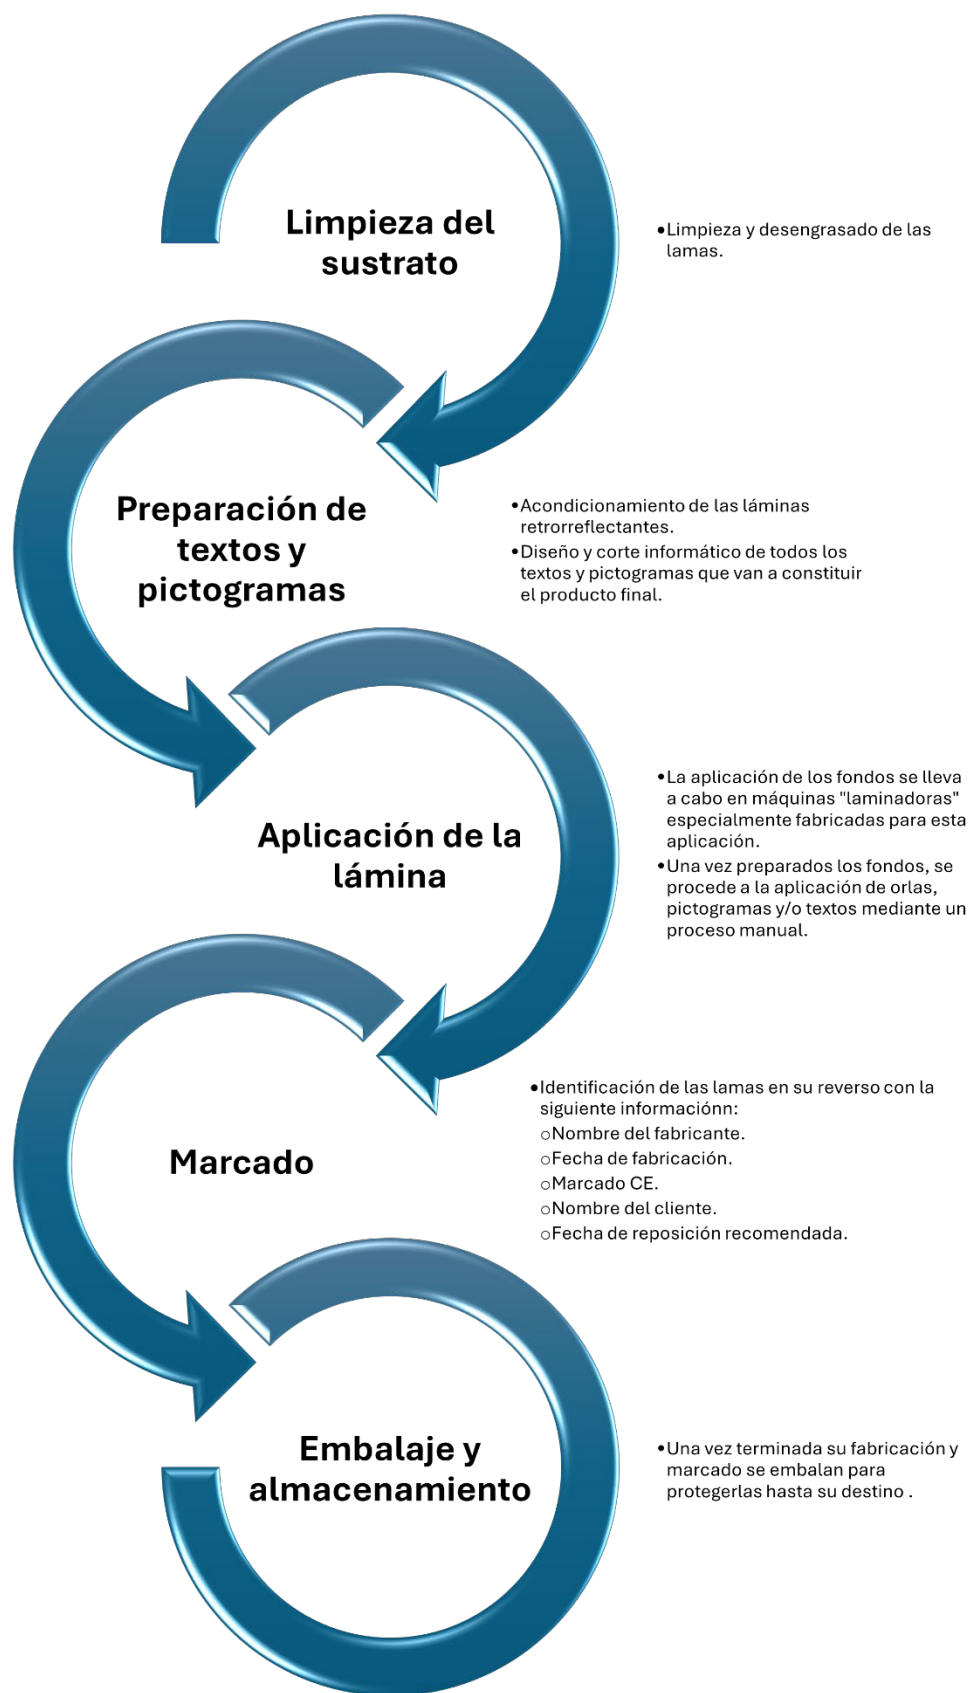 Limpieza del
sustrato
•Limpieza y desengrasado de las
lamas.
Preparación de
textos y
pictogramas
•Acondicionamiento de las láminas
retrorreflectantes.
•Diseño y corte informático de todos los
textos y pictogramas que van a constituir
el producto final.
Aplicación de la
lámina
•La aplicación de los fondos se lleva
a cabo en máquinas "laminadoras"
especialmente fabricadas para esta
aplicación.
•Una vez preparados los fondos, se
procede a la aplicación de orlas,
pictogramas y/o textos mediante un
proceso manual.
Marcado
•Identificación de las lamas en su reverso con la
siguiente informaciónn:
oNombre del fabricante.
oFecha de fabricación.
oMarcado CE.
oNombre del cliente.
oFecha de reposición recomendada.
Embalaje y
almacenamiento
•Una vez terminada su fabricación y
marcado se embalan para
protegerlas hasta su destino .